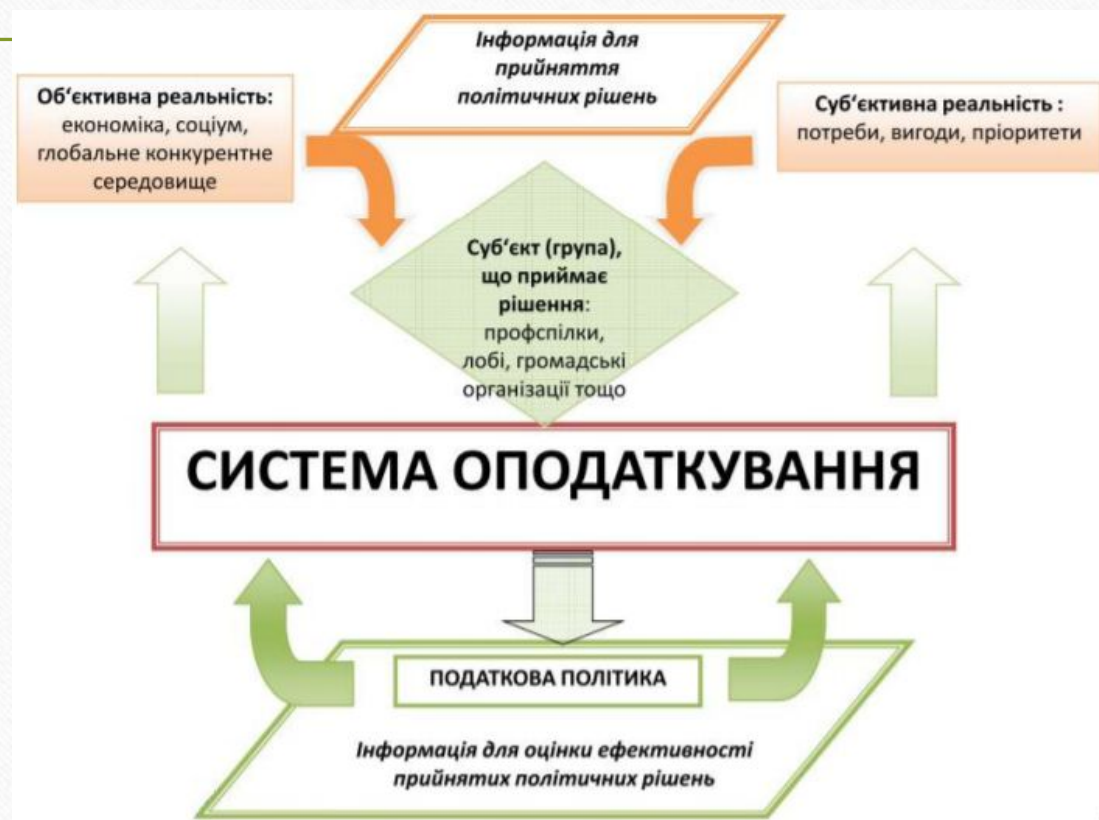 Інформація для
прийняття
політичних рішень
Об‘єктивна реальність:
економіка, соціум,
глобальне конкурентне
середовище
Суб‘єктивна реальність :
потреби, вигоди, пріоритети
Суб‘єкт (група),
що приймає
рішення:
профспілки,
лобі, громадські
організації тощо
СИСТЕМА ОПОДАТКУВАННЯ
ПОДАТКОВА ПОЛІТИКА
Інформація для оцінки ефективності
прийнятих політичних рішень